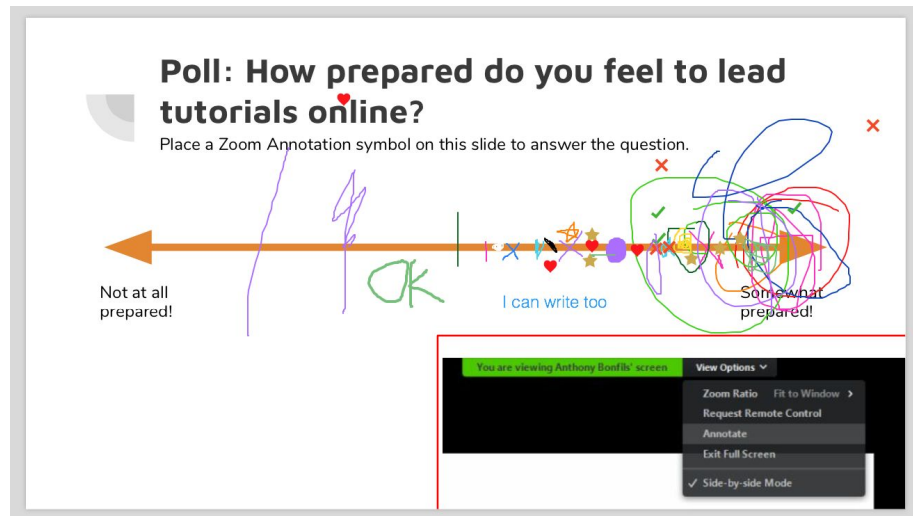 Poll: How prepared do you feel to lead
tutorials online?
Place a Zoom Annotation symbol on this slide to answer the question.
OK
Not at all
prepared!
I can write too
Somewhat
prepared!
You are viewing Anthony Bonfils' screen
View Options
Zoom Ratio Fit to Window
Request Remote Control
Annotate
Exit Full Screen
Side-by-side Mode